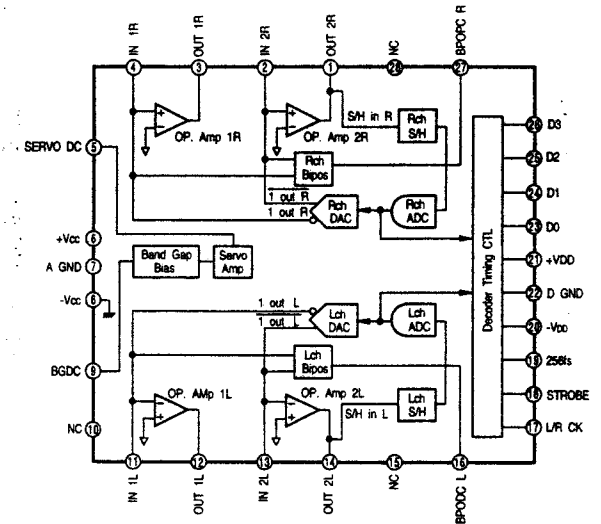 IN 1R
OUT 1R
IN 2R
OUT 2R
NC
BPOPC R
4
3
2
1
28
27
OP. Amp 1R
OP. Amp 2R
S/H in R
Rch
S/H
Rch
Bipos
1 out R
1 out R
Rch
DAC
Rch
ADC
SERVO DC
5
+Vcc
6
A GND
7
-Vcc
BGDC
9
NC
10
Band Gap
Bias
Servo
Amp
1 out L
1 out L
Lch
DAC
Lch
ADC
Lch
Bipos
OP. AMp 1L
OP. Amp 2L
S/H in L
Lch
S/H
Decoder Timing CTL
26
D3
25
D2
24
D1
23
D0
21
+VDD
22
D GND
20
-VDD
19
256fs
18
STROBE
17
L/R CK
11
12
13
14
15
16
IN 1L
OUT 1L
IN 2L
OUT 2L
NC
BPODC L